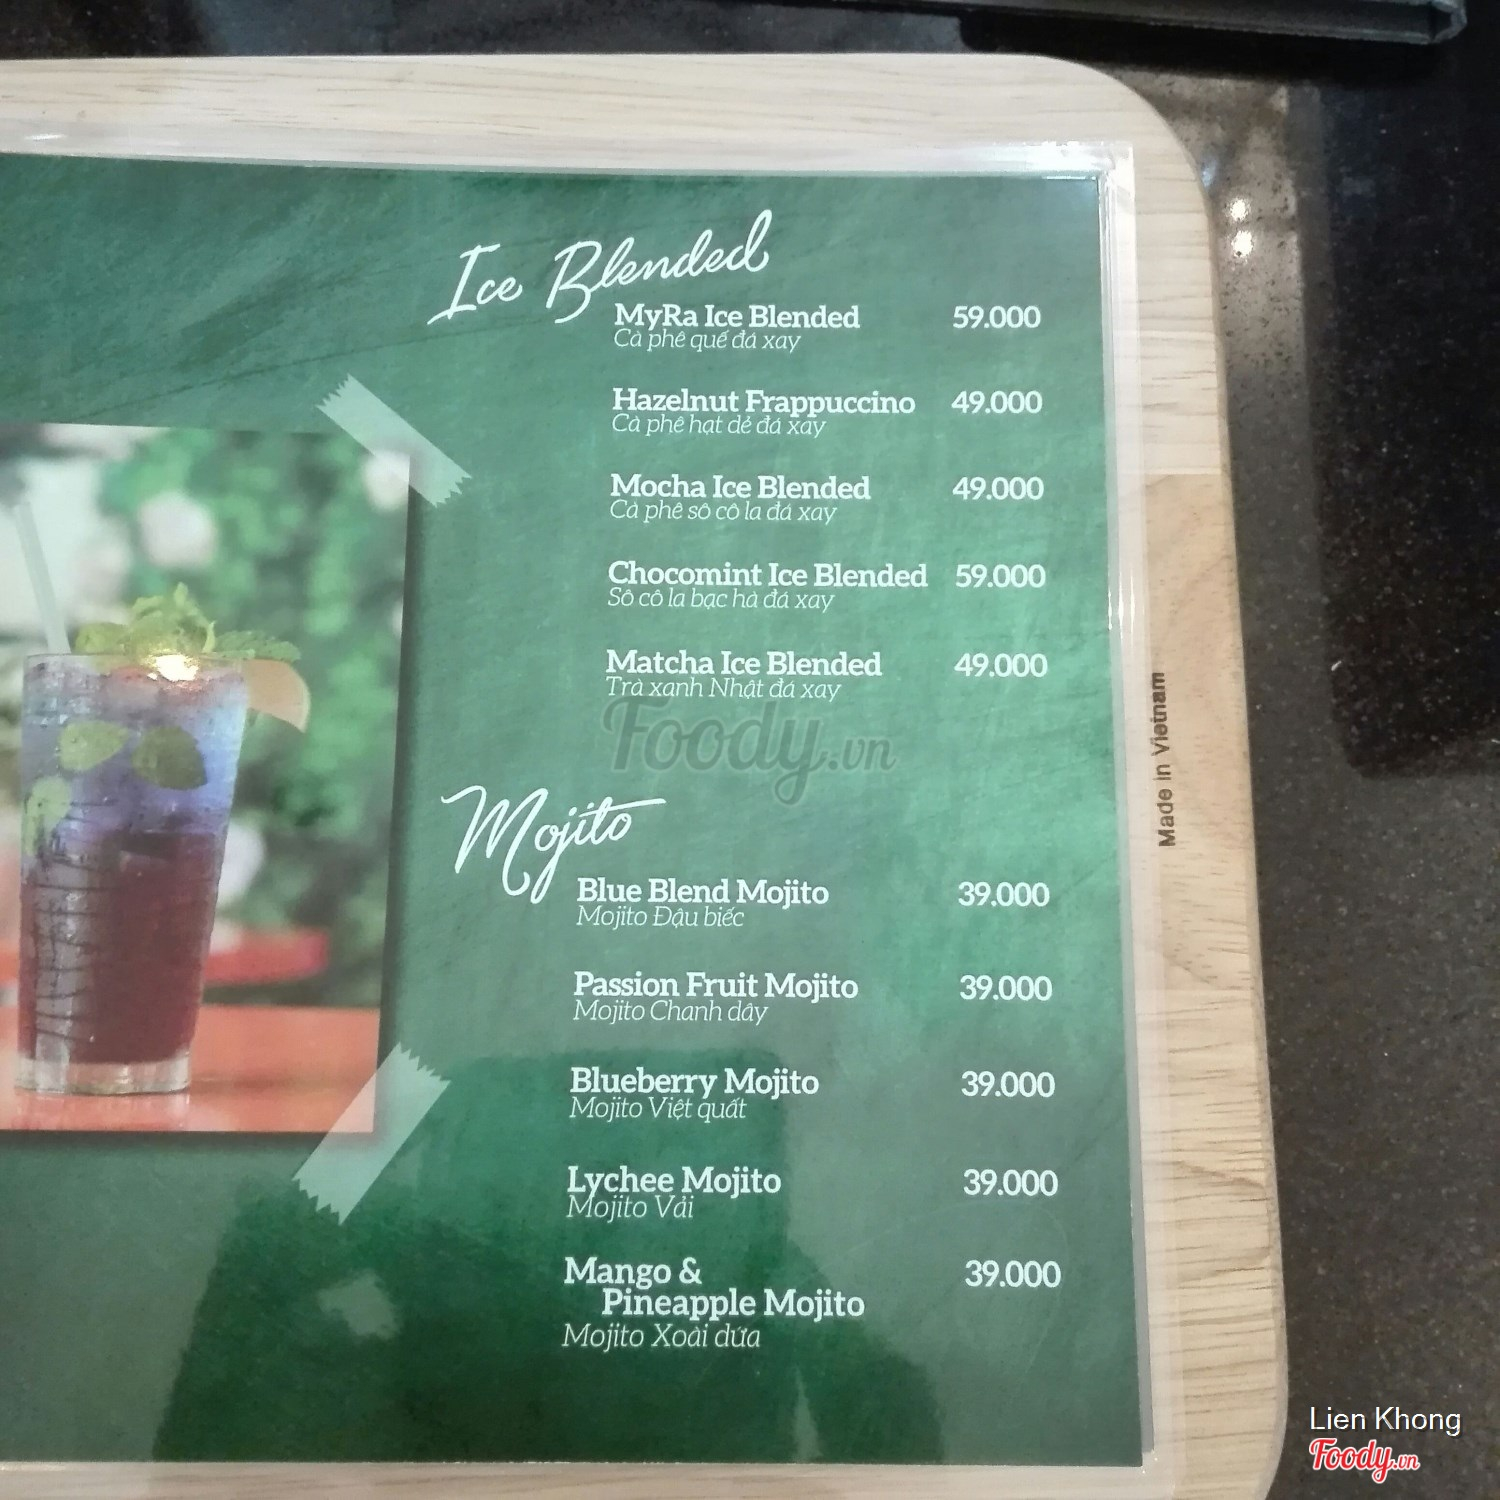 Ice Blended
MyRa Ice Blended 59.000
Cà phê quế đá xay
Hazelnut Frappuccino 49.000
Cà phê hạt dẻ đá xay
Mocha Ice Blended 49.000
Cà phê sô cô la đá xay
Chocomint Ice Blended 59.000
Sô cô la bạc hà đá xay
Matcha Ice Blended 49.000
Trà xanh Nhật đá xay
Foody.vn
Made in Vietnam
Mojito
Blue Blend Mojito 39.000
Mojito Đậu biếc
Passion Fruit Mojito 39.000
Mojito Chanh dây
Blueberry Mojito 39.000
Mojito Việt quất
Lychee Mojito 39.000
Mojito Vải
Mango & 39.000
Pineapple Mojito
Mojito Xoài dứa
Lien Khong
Foody.vn